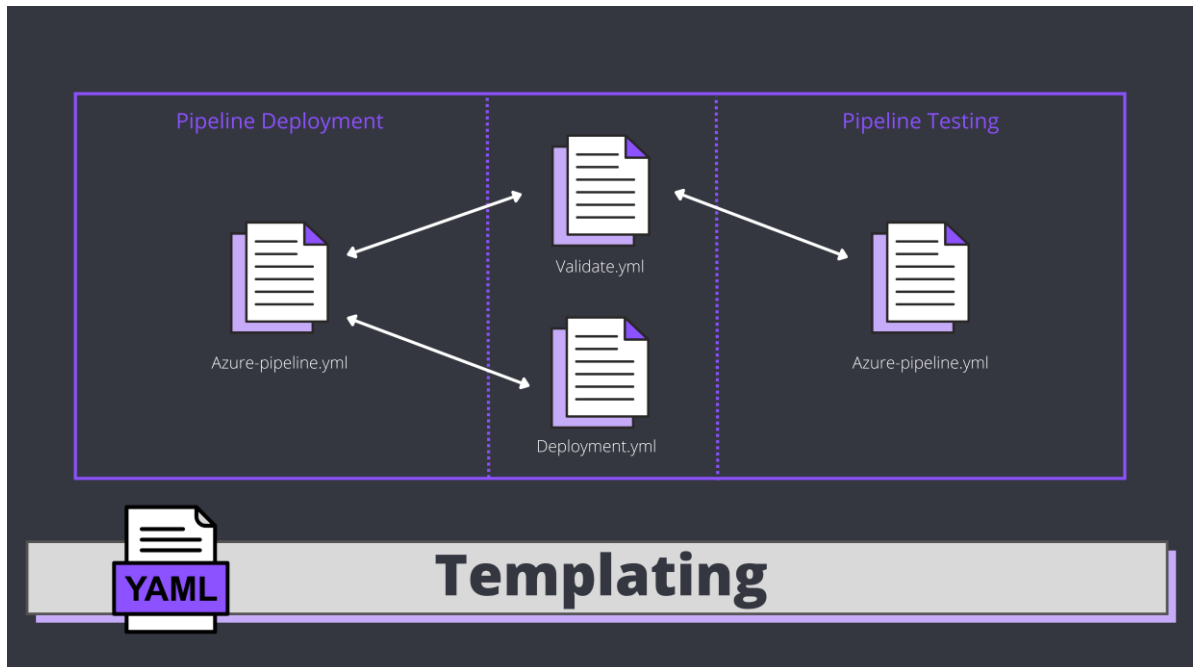 Pipeline Deployment
Pipeline Testing
Validate.yml
Azure-pipeline.yml
Azure-pipeline.yml
Deployment.yml
YAML
Templating